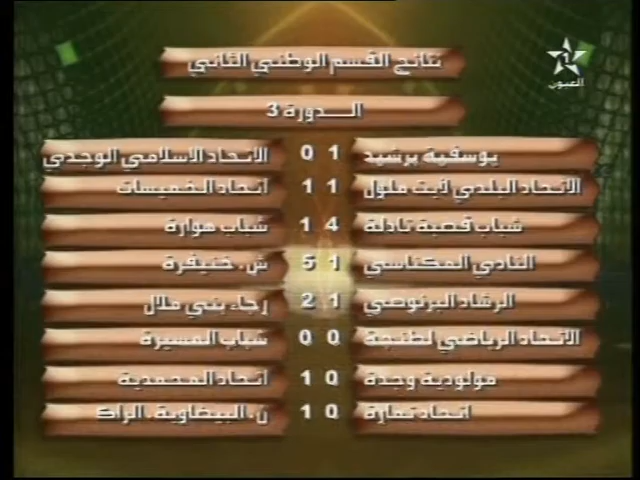 نتائج القسم الوطني الثاني
العيون
الـــدورة 3
يوسفية برشيد 1 0 الاتحاد الاسلامي الوجدي
الاتحاد البلدي لآيت ملول 1 1 اتحاد الخميسات
شباب قصبة تادلة 4 1 شباب هوارة
النادي المكناسي 1 5 ش. خنيفرة
الرشاد البرنوصي 1 2 رجاء بني ملال
الاتحاد الرياضي لطنجة 0 0 شباب المسيرة
مولودية وجدة 0 1 اتحاد المحمدية
اتحاد تمارة 0 1 ن. البيضاوية. الراك